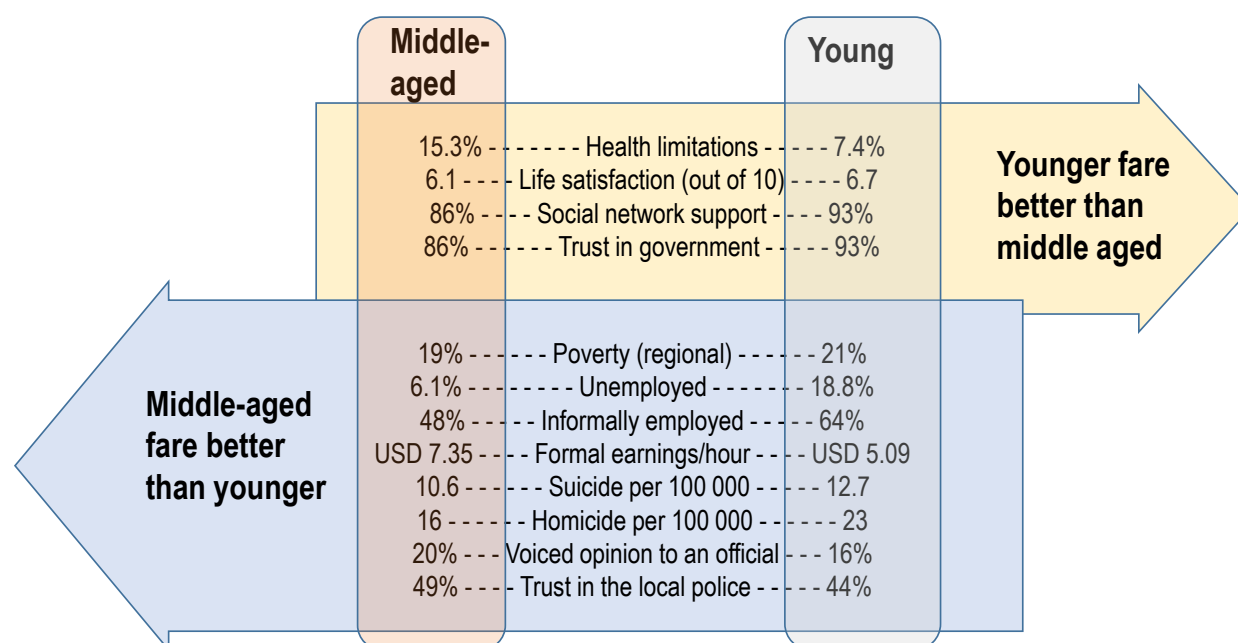 Middle-
aged
Young
15.3% - - - - - - - Health limitations - - - - - 7.4%
6.1 - - - - Life satisfaction (out of 10) - - - - 6.7
86% - - - - Social network support - - - - 93%
86% - - - - - - Trust in government - - - - - 93%
Younger fare
better than
middle aged
19% - - - - - - Poverty (regional) - - - - - - 21%
6.1% - - - - - - - - Unemployed - - - - - - - 18.8%
48% - - - - - Informally employed - - - - - 64%
USD 7.35 - - - - Formal earnings/hour - - - - USD 5.09
10.6 - - - - - - Suicide per 100 000 - - - - - 12.7
16 - - - - - - Homicide per 100 000 - - - - - 23
20% - - - Voiced opinion to an official - - - 16%
49% - - - - Trust in the local police - - - - 44%
Middle-aged
fare better
than younger